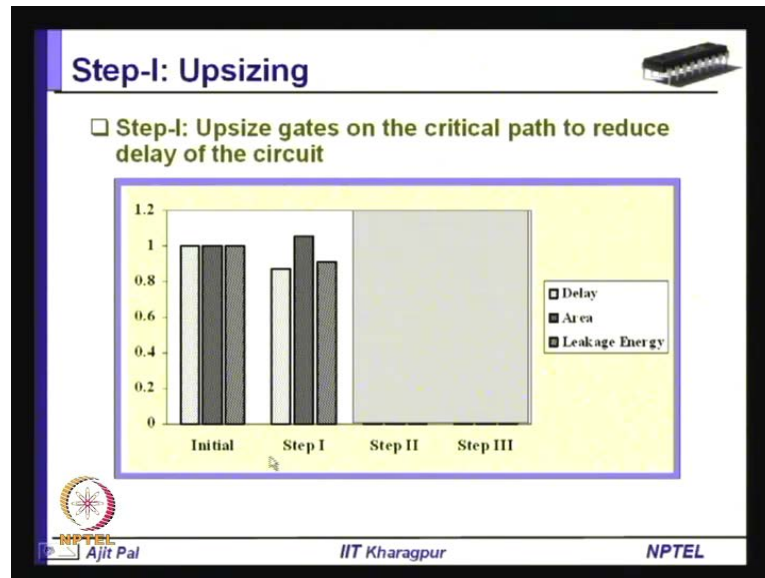 Step-I: Upsizing
Step-I: Upsize gates on the critical path to reduce
delay of the circuit
1.2
1
0.8
0.6
0.4
0.2
0
Initial Step I Step II Step III
Delay
Area
Leakage Energy
NPTEL
Ajit Pal IIT Kharagpur NPTEL